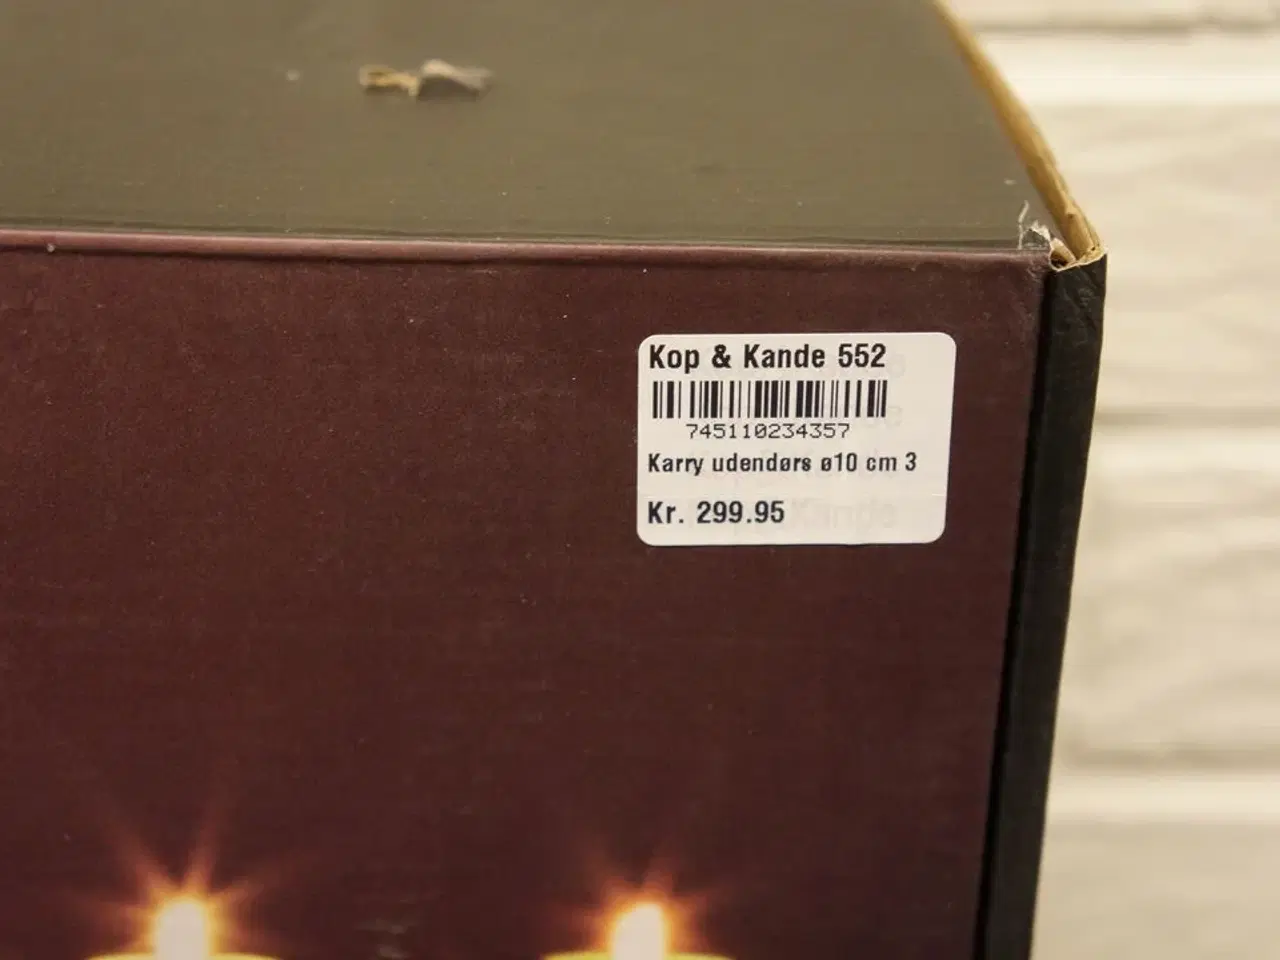 Kop & Kande 552
745110234357
Karry udendørs ø10 cm 3
Kr. 299.95